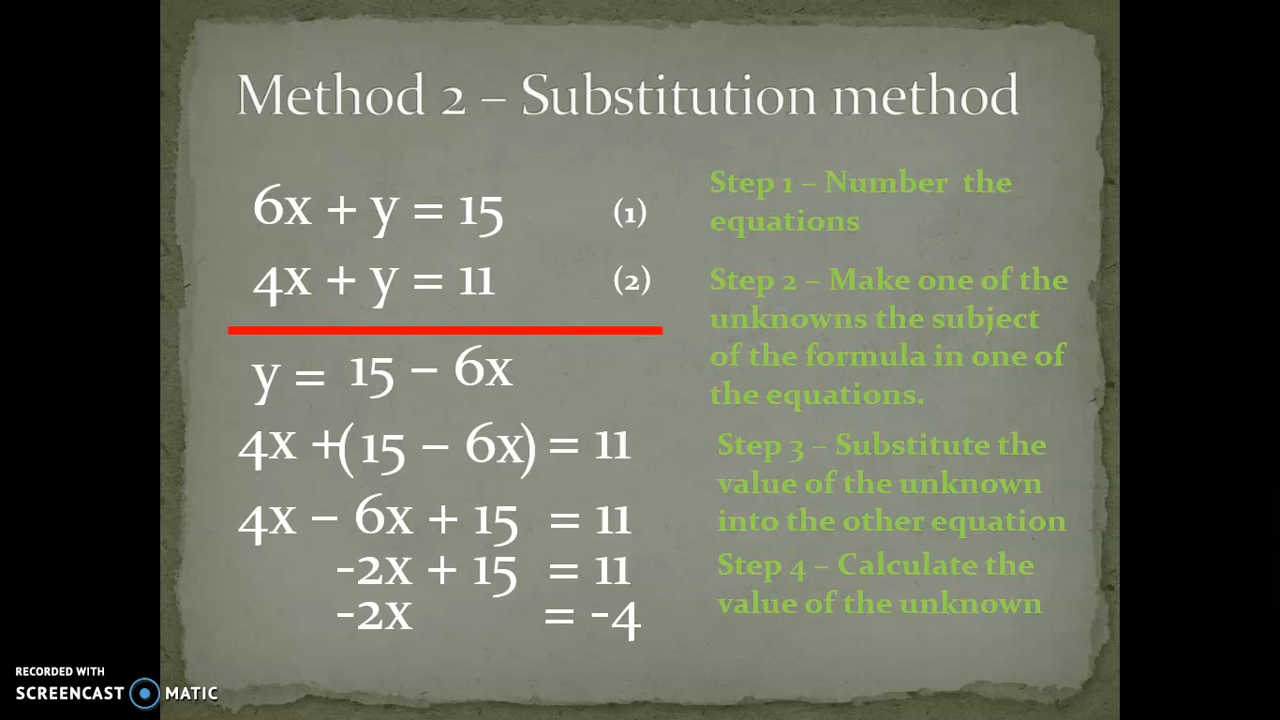 Method 2 – Substitution method
6x + y = 15 (1)
4x + y = 11 (2)
y = 15 – 6x
4x +(15 – 6x) = 11
4x – 6x + 15 = 11
-2x + 15 = 11
-2x = -4
Step 1 – Number the
equations
Step 2 – Make one of the
unknowns the subject
of the formula in one of
the equations.
Step 3 – Substitute the
value of the unknown
into the other equation
Step 4 – Calculate the
value of the unknown
RECORDED WITH
SCREENCAST MATIC